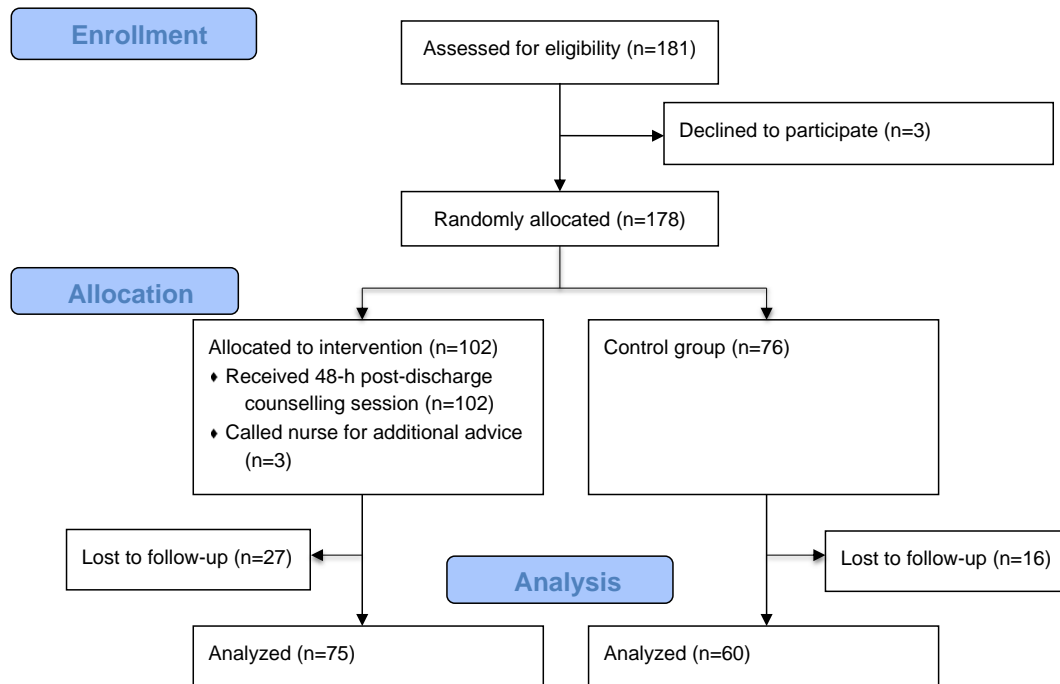 Enrollment
Assessed for eligibility (n=181)
Declined to participate (n=3)
Randomly allocated (n=178)
Allocation
Allocated to intervention (n=102)
♦ Received 48-h post-discharge
counselling session (n=102)
♦ Called nurse for additional advice
(n=3)
Control group (n=76)
Lost to follow-up (n=27)
Lost to follow-up (n=16)
Analysis
Analyzed (n=75)
Analyzed (n=60)